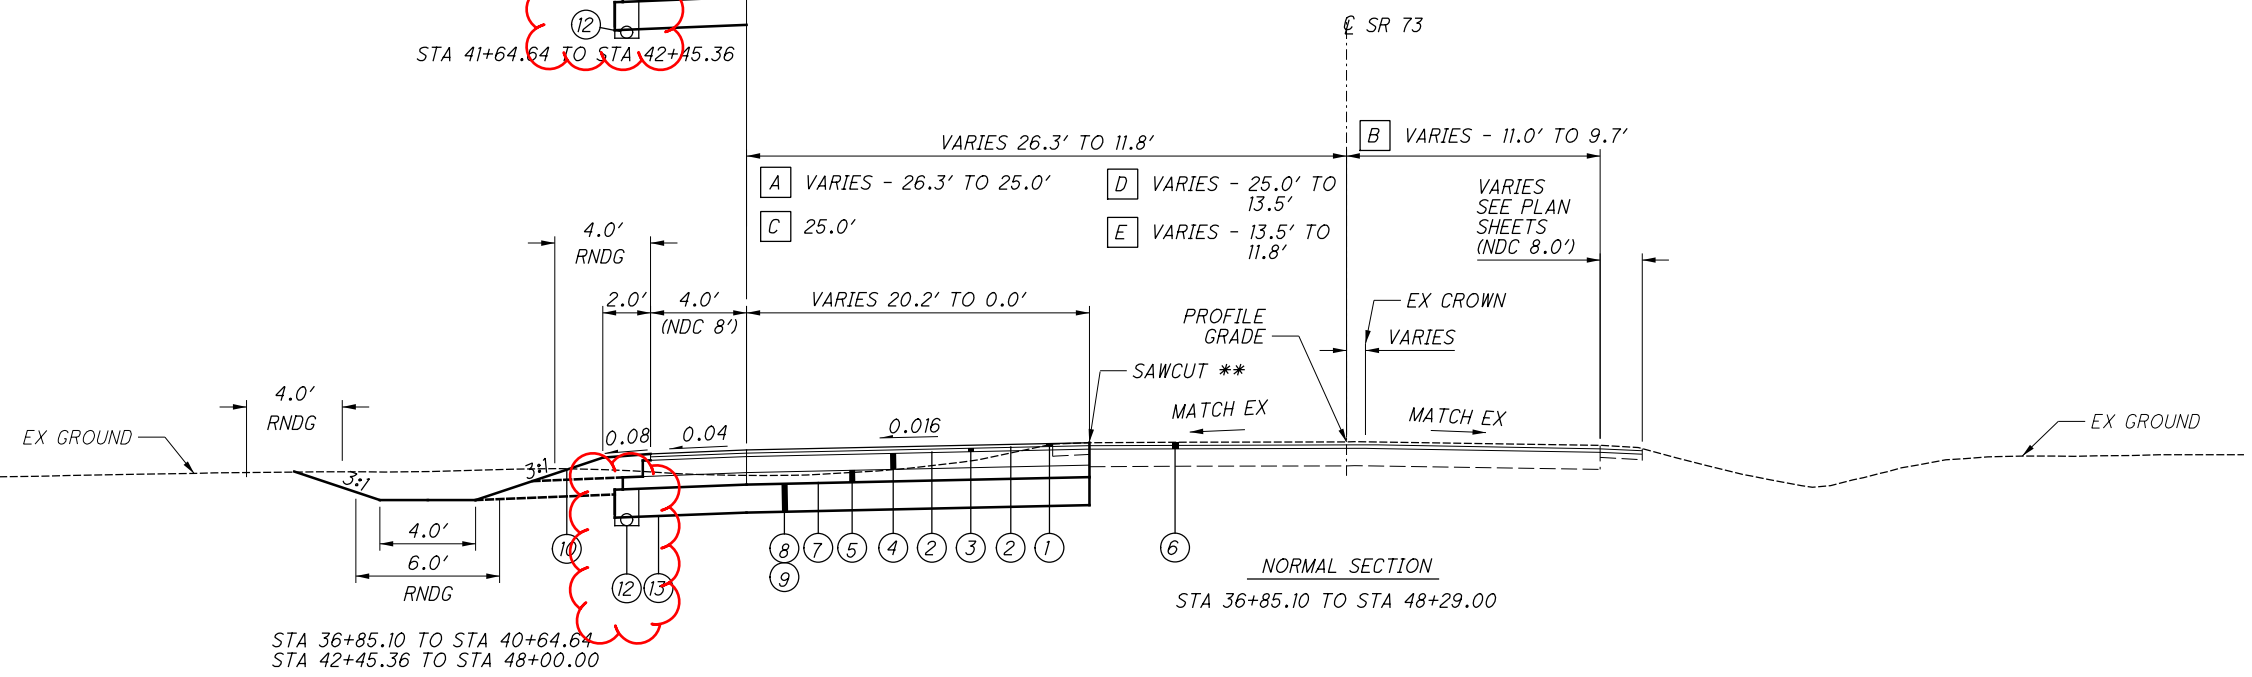 12
STA 41+64.64 TO STA 42+45.36
℄ SR 73
VARIES 26.3' TO 11.8'
B VARIES - 11.0' TO 9.7'
A VARIES - 26.3' TO 25.0'
D VARIES - 25.0' TO
13.5'
C 25.0'
E VARIES - 13.5' TO
11.8'
VARIES
SEE PLAN
SHEETS
(NDC 8.0')
4.0'
RNDG
2.0'
4.0'
(NDC 8')
VARIES 20.2' TO 0.0'
PROFILE
GRADE
EX CROWN
VARIES
SAWCUT **
4.0'
RNDG
MATCH EX
MATCH EX
EX GROUND
EX GROUND
0.08
0.04
0.016
3:1
3:1
4.0'
6.0'
RNDG
10
12
13
8
9
7
5
4
2
3
2
1
6
NORMAL SECTION
STA 36+85.10 TO STA 48+29.00
STA 36+85.10 TO STA 40+64.64
STA 42+45.36 TO STA 48+00.00